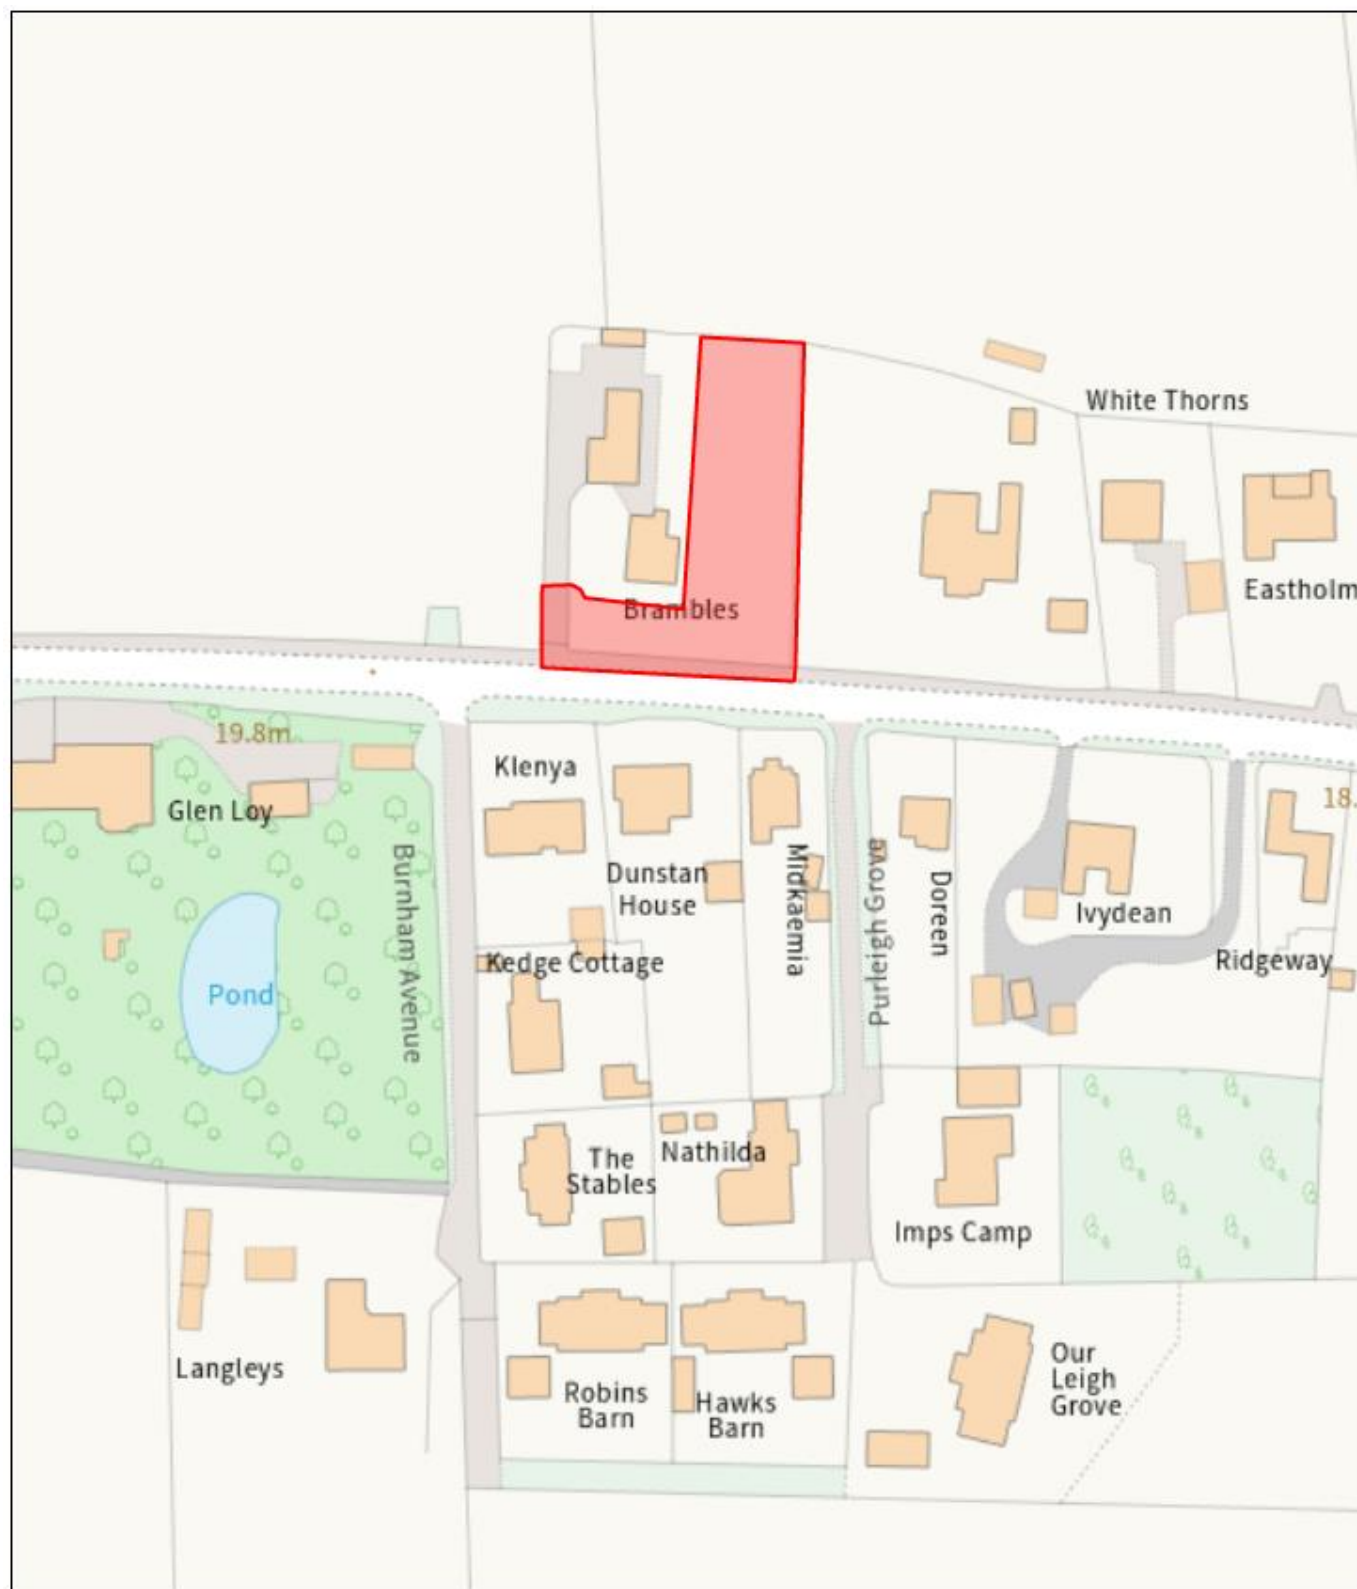 White Thorns
Eastholm
Brambles
19.8m
Klenya
Glen Loy
18.
Burnham Avenue
Dunstan
House
Midkaemia
Purleigh Grove
Doreen
Ivydean
Kedge Cottage
Ridgeway
Pond
The
Stables
Nathilda
Imps Camp
Langleys
Robins
Barn
Hawks
Barn
Our
Leigh
Grove